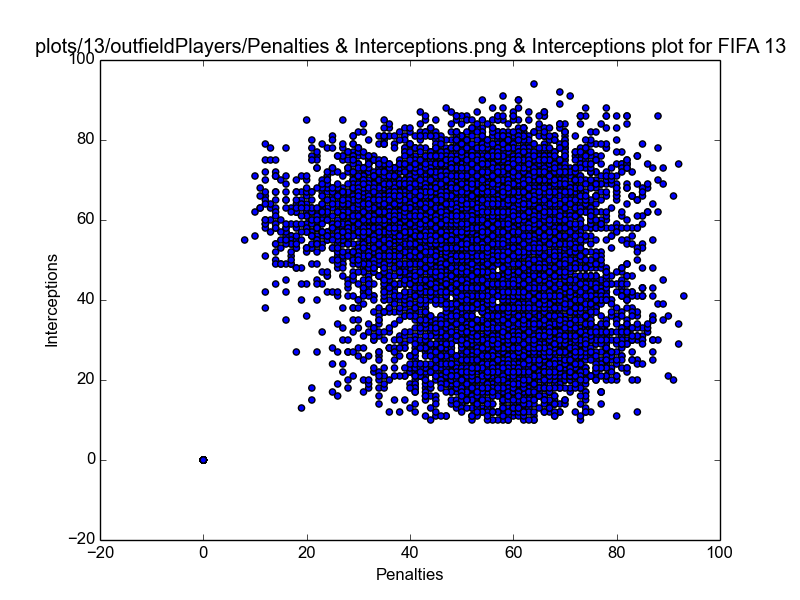 plots/13/outfieldPlayers/Penalties & Interceptions.png & Interceptions plot for FIFA 13
100
80
60
40
20
0
−20
−20 0 20 40 60 80 100
Interceptions
Penalties